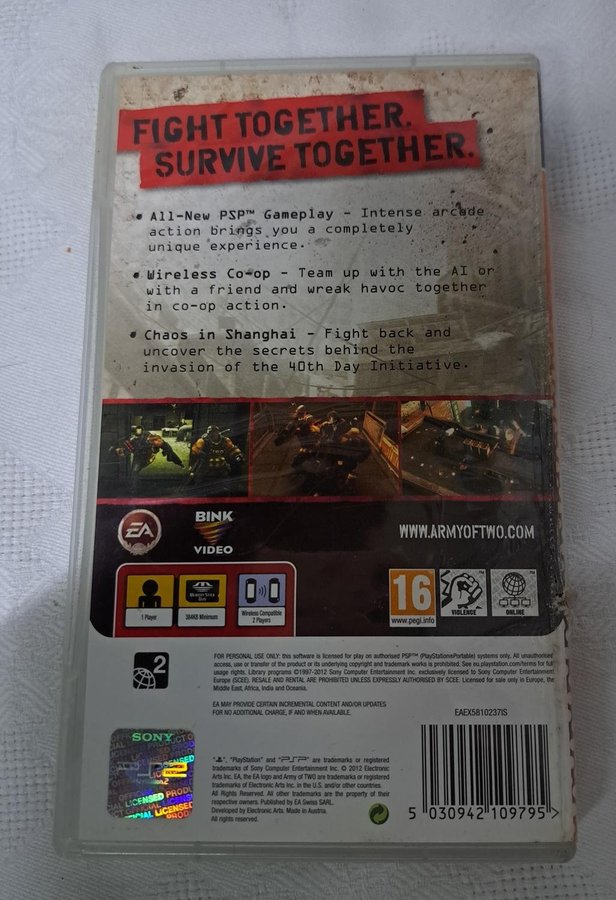 FIGHT TOGETHER.
SURVIVE TOGETHER.
• All-New PSP™ Gameplay – Intense arcade
action brings you a completely
unique experience.
• Wireless Co-op – Team up with the AI or
with a friend and wreak havoc together
in co-op action.
• Chaos in Shanghai – Fight back and
uncover the secrets behind the
invasion of the 40th Day Initiative.
EA
BINK
VIDEO
WWW.ARMYOFTWO.COM
1 Player
384KB Minimum
Wireless Compatible
2 Players
16
www.pegi.info
VIOLENCE
ONLINE
2
FOR PERSONAL USE ONLY: this software is licensed for play on authorised PSP™ (PlayStation®Portable) systems only. All unauthorised
access, use or transfer of the product or its underlying copyright and trademark works is prohibited. See eu.playstation.com/terms for full
usage rights. Library programs ©1997-2012 Sony Computer Entertainment Inc. exclusively licensed to Sony Computer Entertainment
Europe (SCEE). RESALE AND RENTAL ARE PROHIBITED UNLESS EXPRESSLY AUTHORISED BY SCEE. Licensed for sale only in Europe, the
Middle East, Africa, India and Oceania.
EA MAY PROVIDE CERTAIN INCREMENTAL CONTENT AND/OR UPDATES
FOR NO ADDITIONAL CHARGE, IF AND WHEN AVAILABLE.
EAEX5810237IS
SONY
LICENSED PRODU
OFFICIAL LICENSED
", "PlayStation" and "PSP" are trademarks or registered
trademarks of Sony Computer Entertainment Inc. © 2012 Electronic
Arts Inc. EA, the EA logo and Army of TWO are trademarks or registered
trademarks of Electronic Arts Inc. in the U.S. and/or other countries.
All Rights Reserved. All other trademarks are the property of their
respective owners. Published by EA Swiss SARL.
Developed by Electronic Arts. Made in Austria.
All rights reserved.
5 030942 109795 >